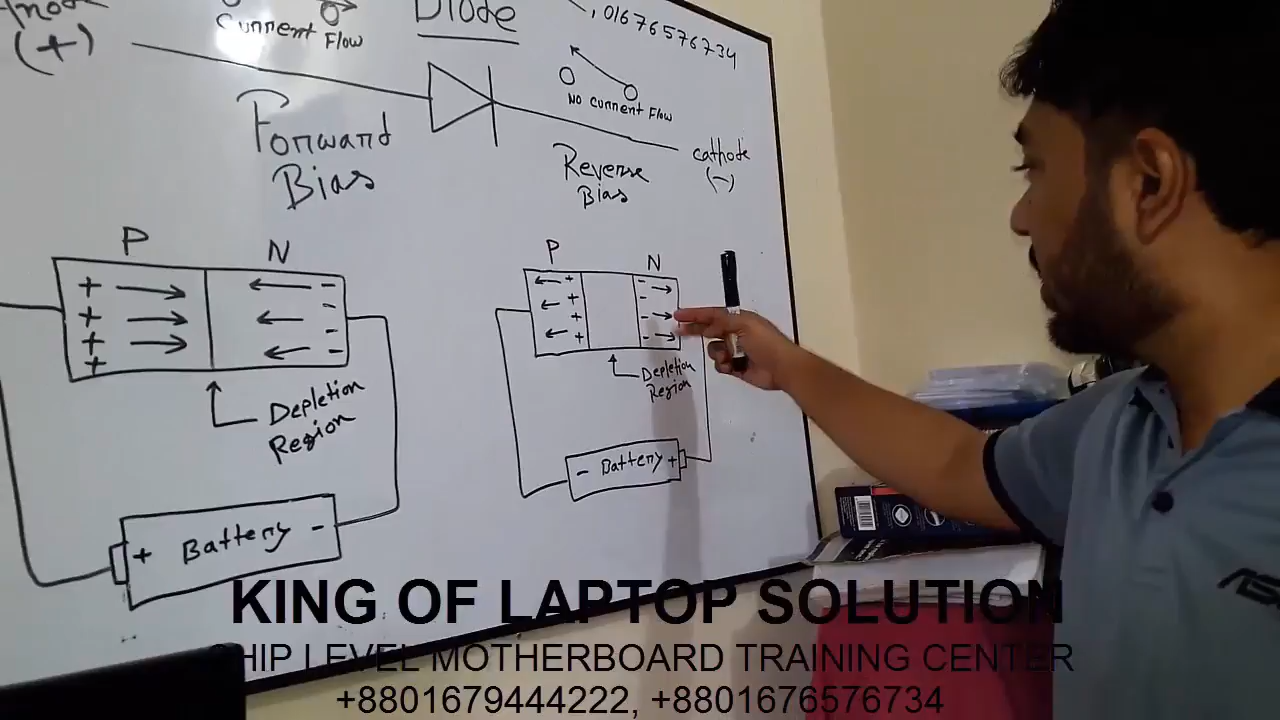 Diode
, 01676576734
(+)
Current Flow
No Current Flow
Forward
Bias
Reverse
Bias
cathode
(-)
P N
+ -
+ -
+ -
+
Depletion
Region
+ Battery -
P N
+ -
+ -
+ -
+ -
Depletion
Region
- Battery +
KING OF LAPTOP SOLUTION
CHIP LEVEL MOTHERBOARD TRAINING CENTER
+8801679444222, +8801676576734